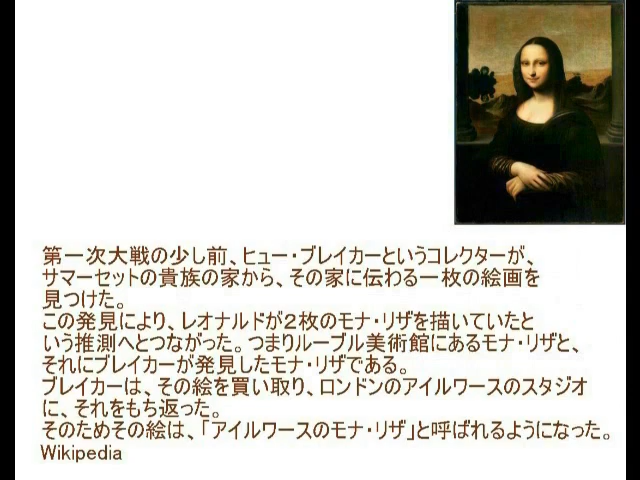 第一次大戦の少し前、ヒュー・ブレイカーというコレクターが、
サマーセットの貴族の家から、その家に伝わる一枚の絵画を
見つけた。
この発見により、レオナルドが２枚のモナ・リザを描いていたと
いう推測へとつながった。つまりルーブル美術館にあるモナ・リザと、
それにブレイカーが発見したモナ・リザである。
ブレイカーは、その絵を買い取り、ロンドンのアイルワースのスタジオ
に、それをもち返った。
そのためその絵は、「アイルワースのモナ・リザ」と呼ばれるようになった。
Wikipedia